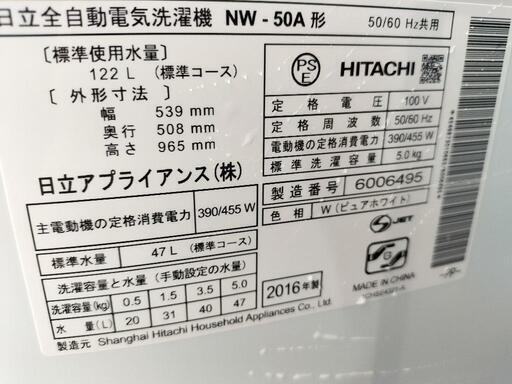 日立全自動電気洗濯機 NW-50A 形 50/60 Hz共用
[標準使用水量]
122 L (標準コース)
[外形寸法]
幅 539 mm
奥行 508 mm
高さ 965 mm
日立アプライアンス(株)
PS
E
HITACHI
定格電圧 100 V
定格周波数 50/60 Hz
電動機の定格消費電力 390/455 W
標準洗濯容量 5.0 kg
製造番号 6006495
色相 W (ピュアホワイト)
主電動機の定格消費電力 390/455 W
標準水量 47 L (標準コース)
洗濯容量と水量 (手動設定の水量)
洗濯容量(kg) 0.5 1.5 3.5 5.0
水量(L) 20 31 40 47
S JET
G
2016年製
MADE IN CHINA
製造元 Shanghai Hitachi Household Appliances Co., Ltd.